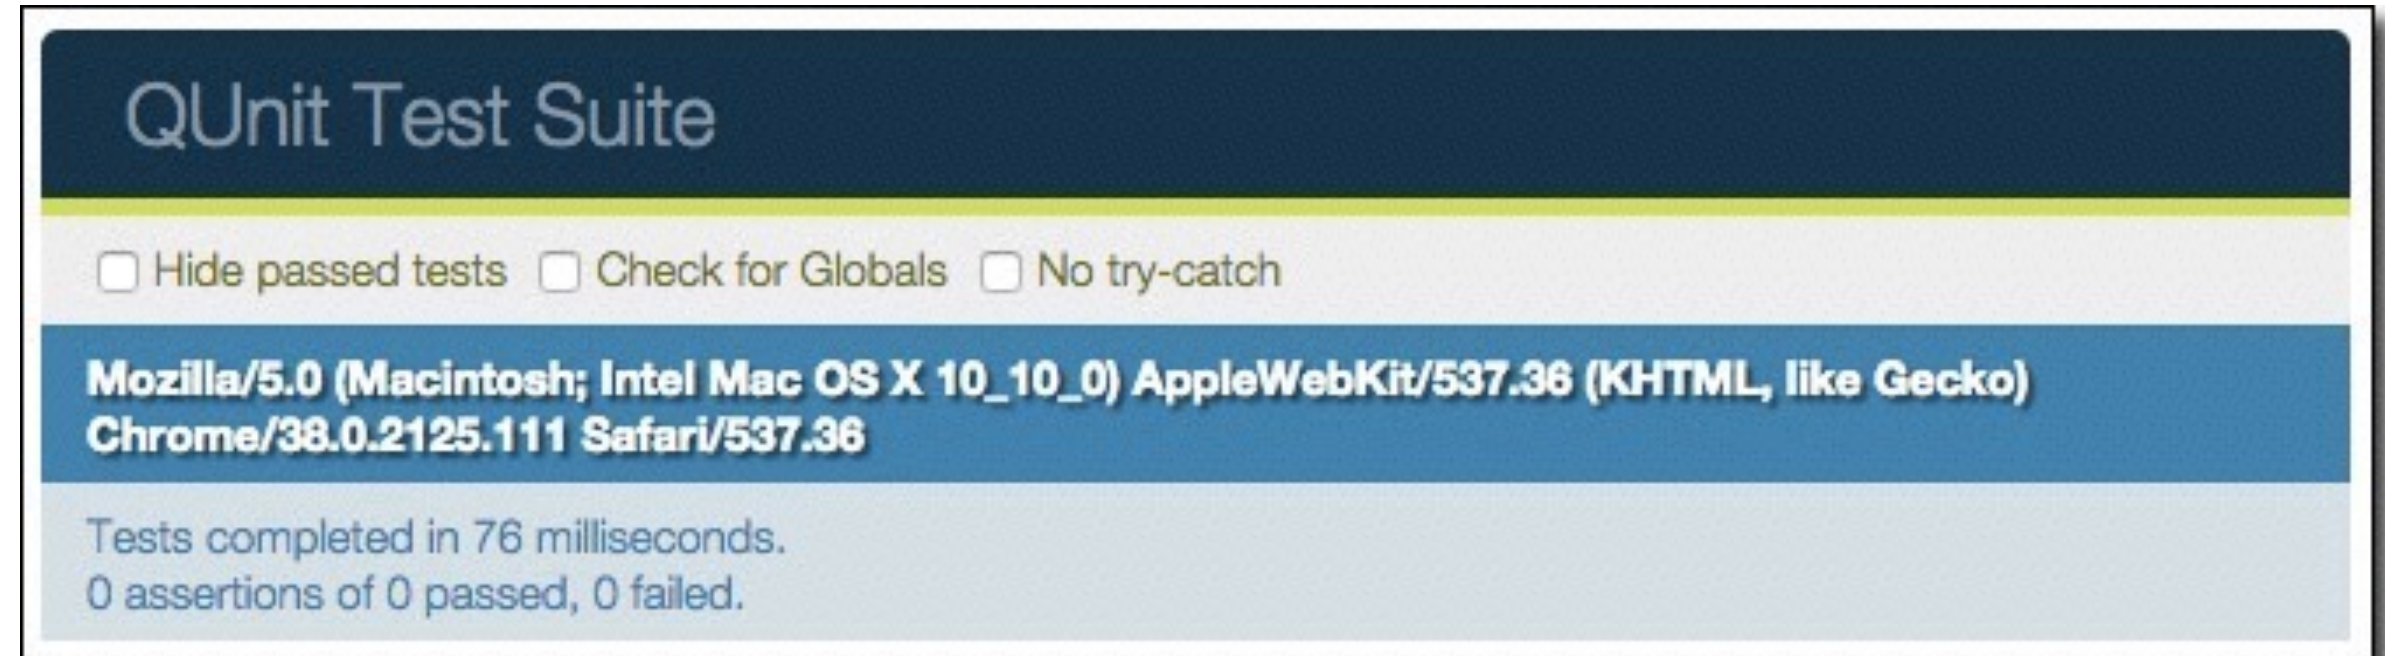 QUnit Test Suite
Hide passed tests Check for Globals No try-catch
Mozilla/5.0 (Macintosh; Intel Mac OS X 10_10_0) AppleWebKit/537.36 (KHTML, like Gecko)
Chrome/38.0.2125.111 Safari/537.36
Tests completed in 76 milliseconds.
0 assertions of 0 passed, 0 failed.